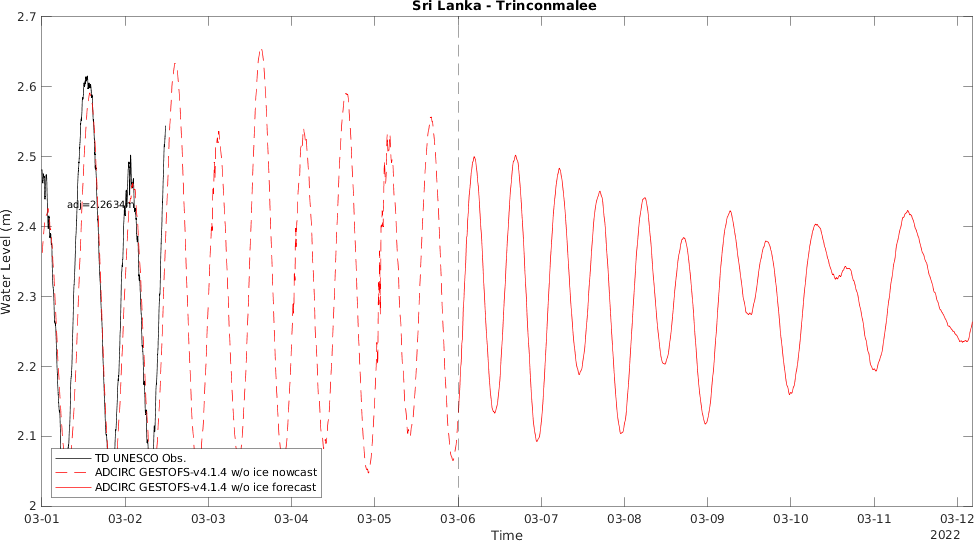 Sri Lanka - Trinconmalee
2.7
2.6
2.5
2.4
2.3
2.2
2.1
2
Water Level (m)
adj=2.2634m
TD UNESCO Obs.
ADCIRC GESTOFS-v4.1.4 w/o ice nowcast
ADCIRC GESTOFS-v4.1.4 w/o ice forecast
03-01 03-02 03-03 03-04 03-05 03-06 03-07 03-08 03-09 03-10 03-11 03-12
Time
2022